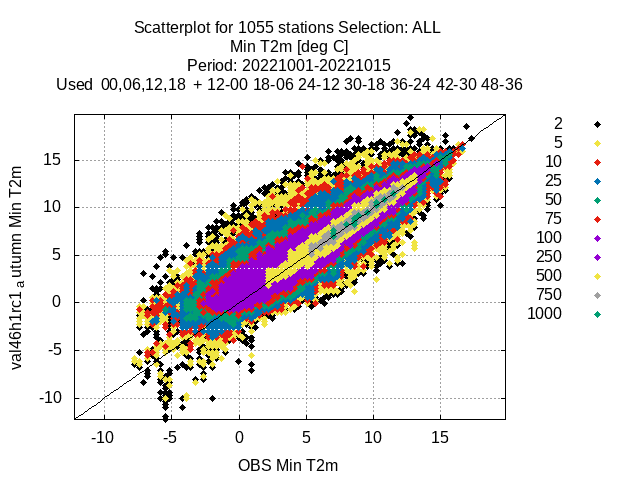 Scatterplot for 1055 stations Selection: ALL
Min T2m [deg C]
Period: 20221001-20221015
Used 00,06,12,18 + 12-00 18-06 24-12 30-18 36-24 42-30 48-36
val46h1rc1 a utumn Min T2m
15
10
5
0
-5
-10
-10 -5 0 5 10 15
OBS Min T2m
2
5
10
25
50
75
100
250
500
750
1000